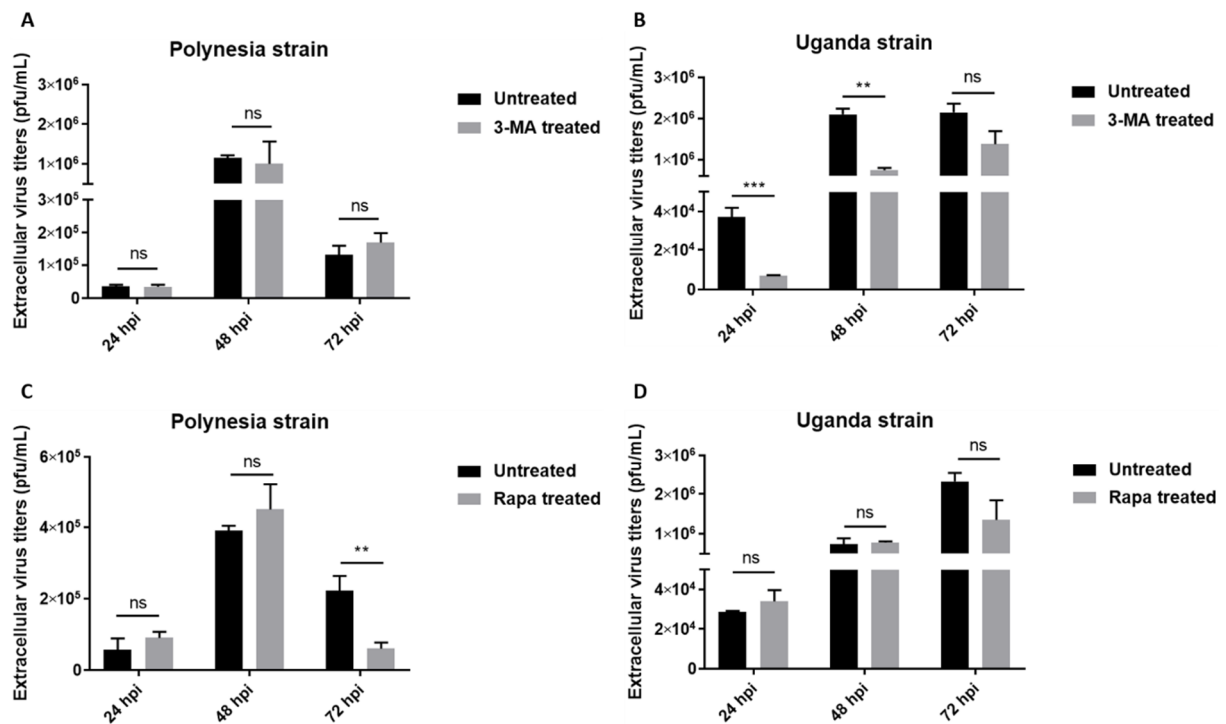 A
Polynesia strain
Extracellular virus titers (pfu/mL)
3×10⁶
2×10⁶
1×10⁶
3×10⁵
2×10⁵
1×10⁵
0
ns
ns
ns
24 hpi
48 hpi
72 hpi
Untreated
3-MA treated
B
Uganda strain
Extracellular virus titers (pfu/mL)
3×10⁶
2×10⁶
1×10⁶
4×10⁴
2×10⁴
0
***
**
ns
24 hpi
48 hpi
72 hpi
Untreated
3-MA treated
C
Polynesia strain
Extracellular virus titers (pfu/mL)
6×10⁵
4×10⁵
2×10⁵
0
ns
ns
**
24 hpi
48 hpi
72 hpi
Untreated
Rapa treated
D
Uganda strain
Extracellular virus titers (pfu/mL)
3×10⁶
2×10⁶
1×10⁶
4×10⁴
2×10⁴
0
ns
ns
ns
24 hpi
48 hpi
72 hpi
Untreated
Rapa treated